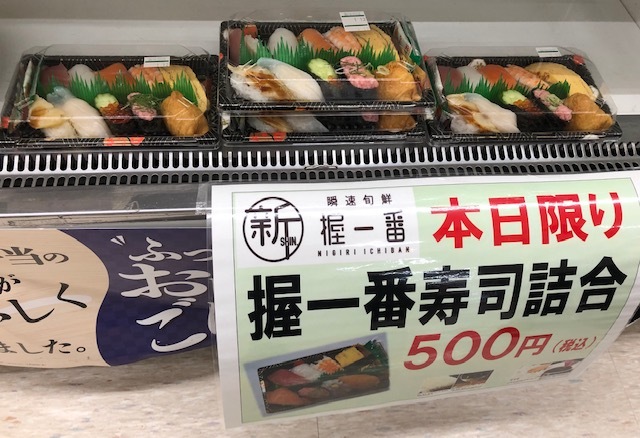 新
SHIN
瞬速旬鮮
握一番
NIGIRI ICHIBAN
本日限り
握一番寿司詰合
500円(税込)
当の
が
しく
ました。
"ふっ
お
ご